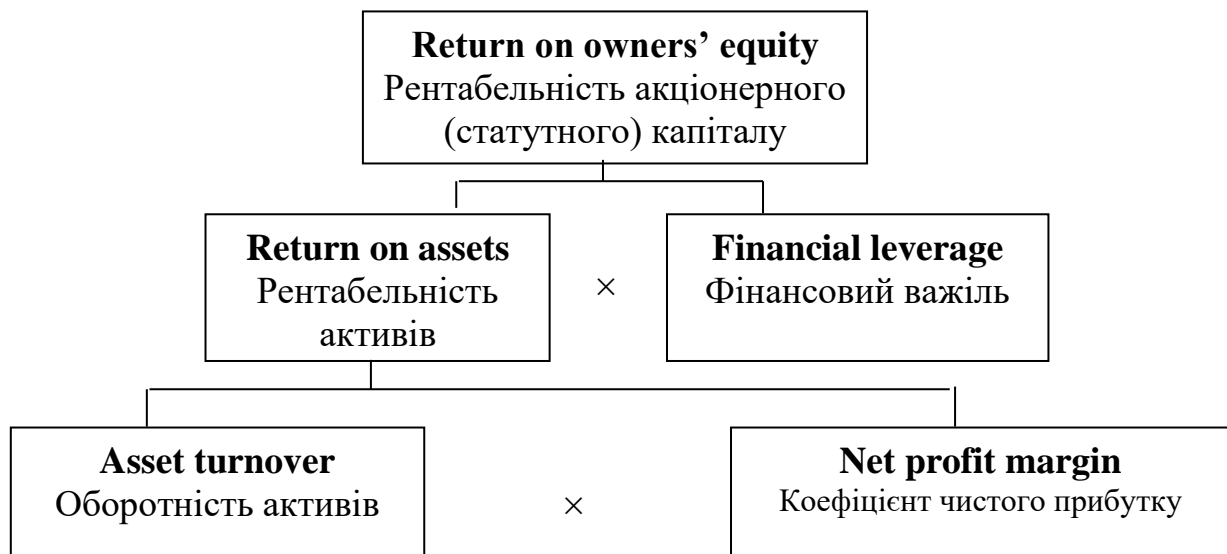 Return on owners’ equity
Рентабельність акціонерного
(статутного) капіталу
Return on assets
Рентабельність
активів
×
Financial leverage
Фінансовий важіль
Asset turnover
Оборотність активів
×
Net profit margin
Коефіцієнт чистого прибутку